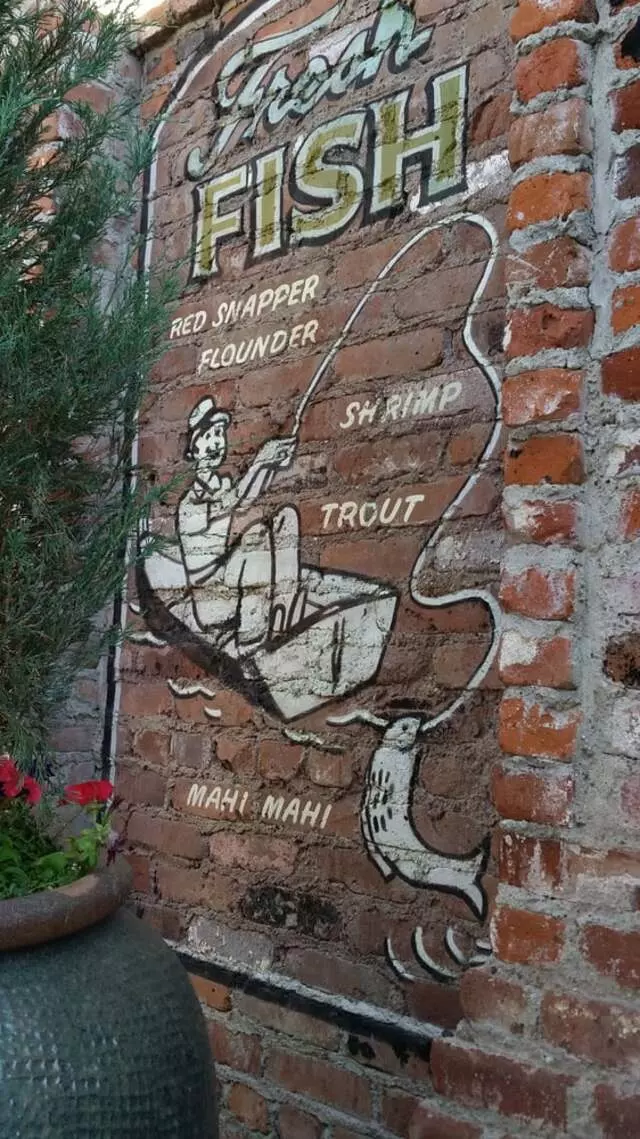 Fresh
FISH
RED SNAPPER
FLOUNDER
SHRIMP
TROUT
MAHI MAHI